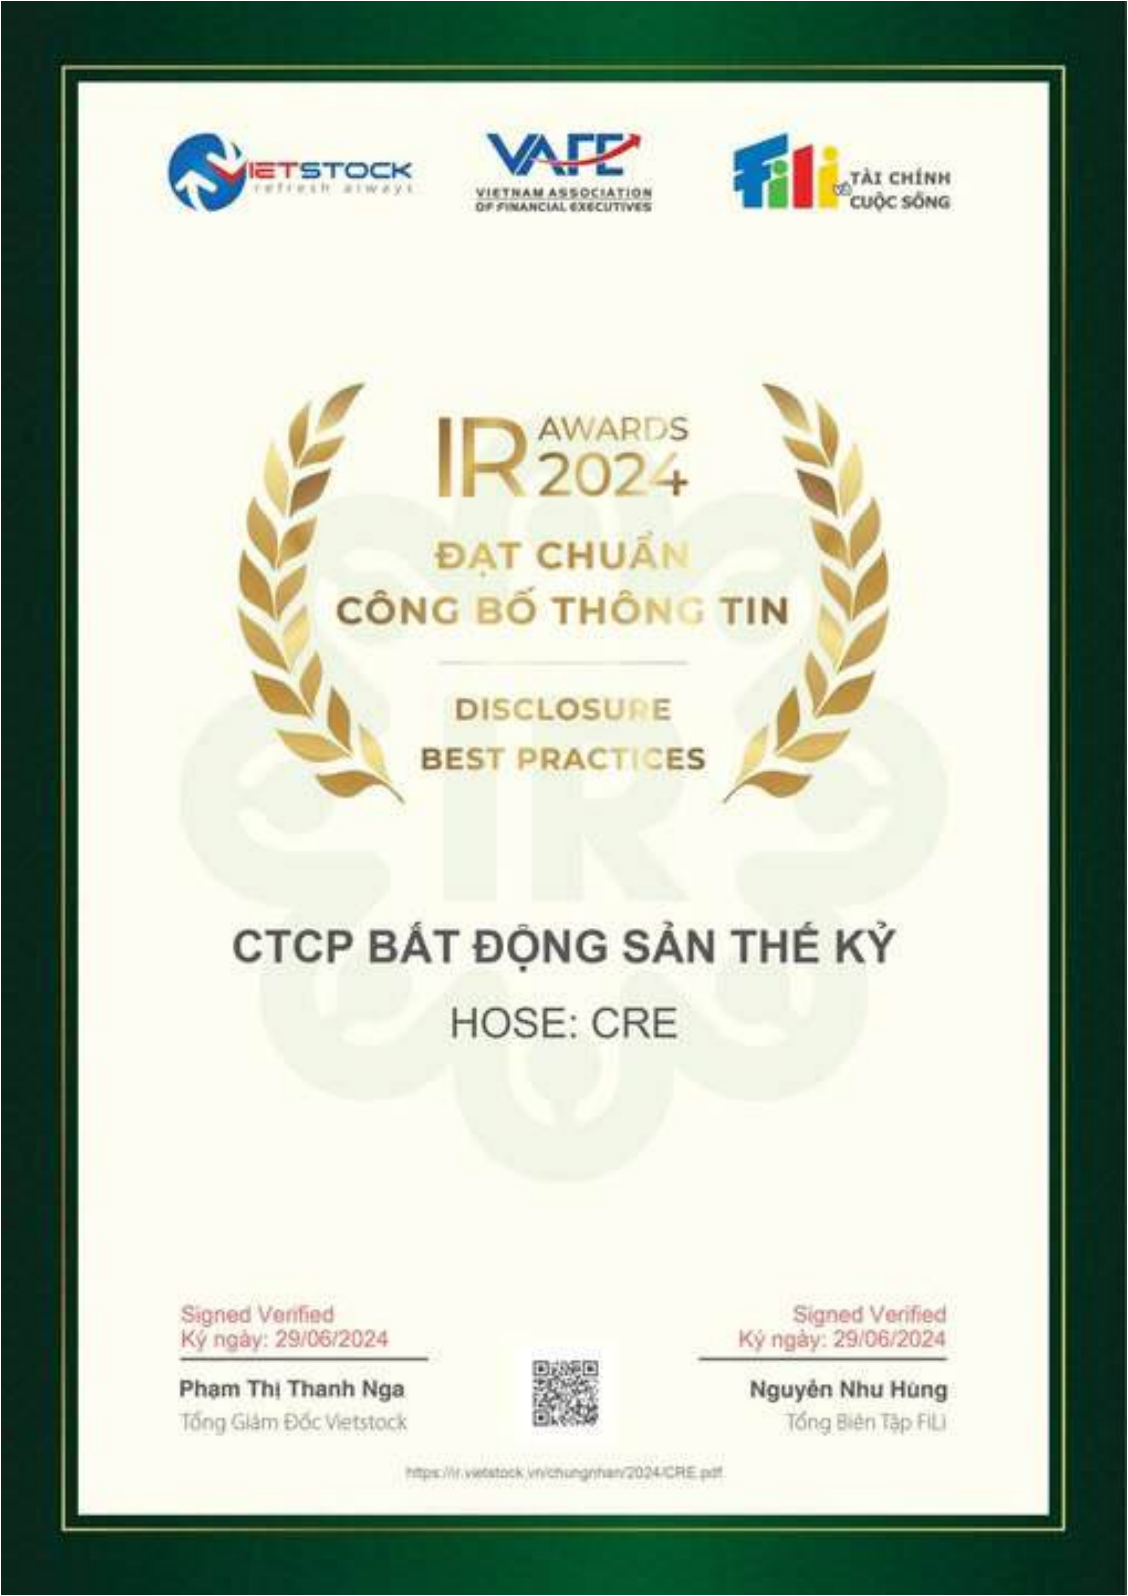 VIETSTOCK
refresh always
VAFE
VIETNAM ASSOCIATION
OF FINANCIAL EXECUTIVES
FiLi
TÀI CHÍNH
và
CUỘC SỐNG
IR AWARDS
2024
ĐẠT CHUẨN
CÔNG BỐ THÔNG TIN
DISCLOSURE
BEST PRACTICES
IR
CTCP BẤT ĐỘNG SẢN THẾ KỶ
HOSE: CRE
Signed Verified
Ký ngày: 29/06/2024
Phạm Thị Thanh Nga
Tổng Giám Đốc Vietstock
Signed Verified
Ký ngày: 29/06/2024
Nguyễn Như Hùng
Tổng Biên Tập FiLi
https://ir.vietstock.vn/chungnhan/2024/CRE.pdf